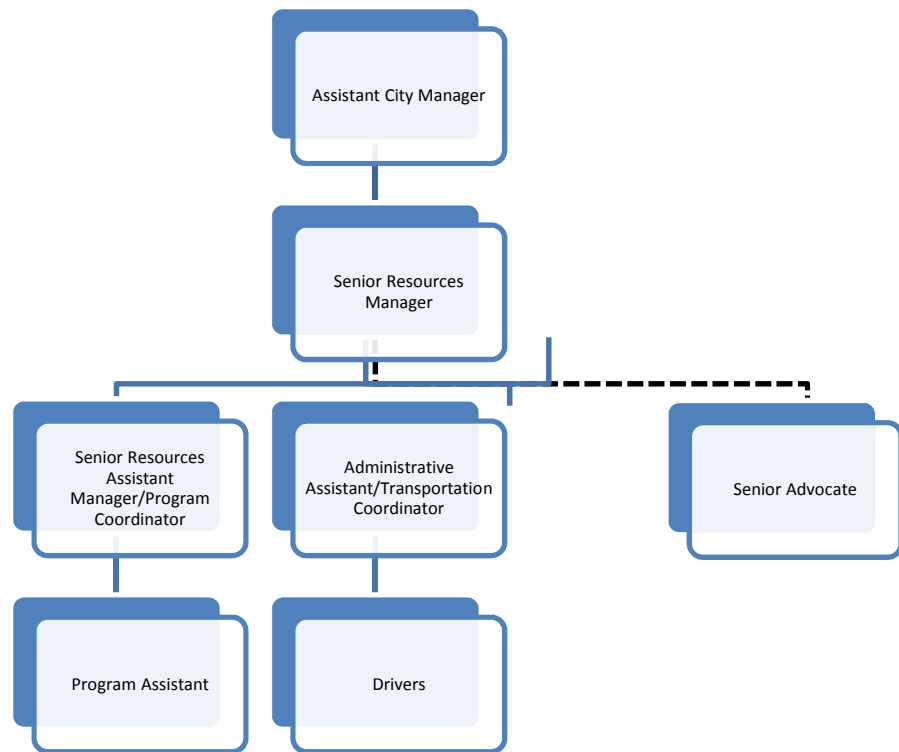 Assistant City Manager
Senior Resources
Manager
Senior Resources
Assistant
Manager/Program
Coordinator
Administrative
Assistant/Transportation
Coordinator
Senior Advocate
Program Assistant
Drivers